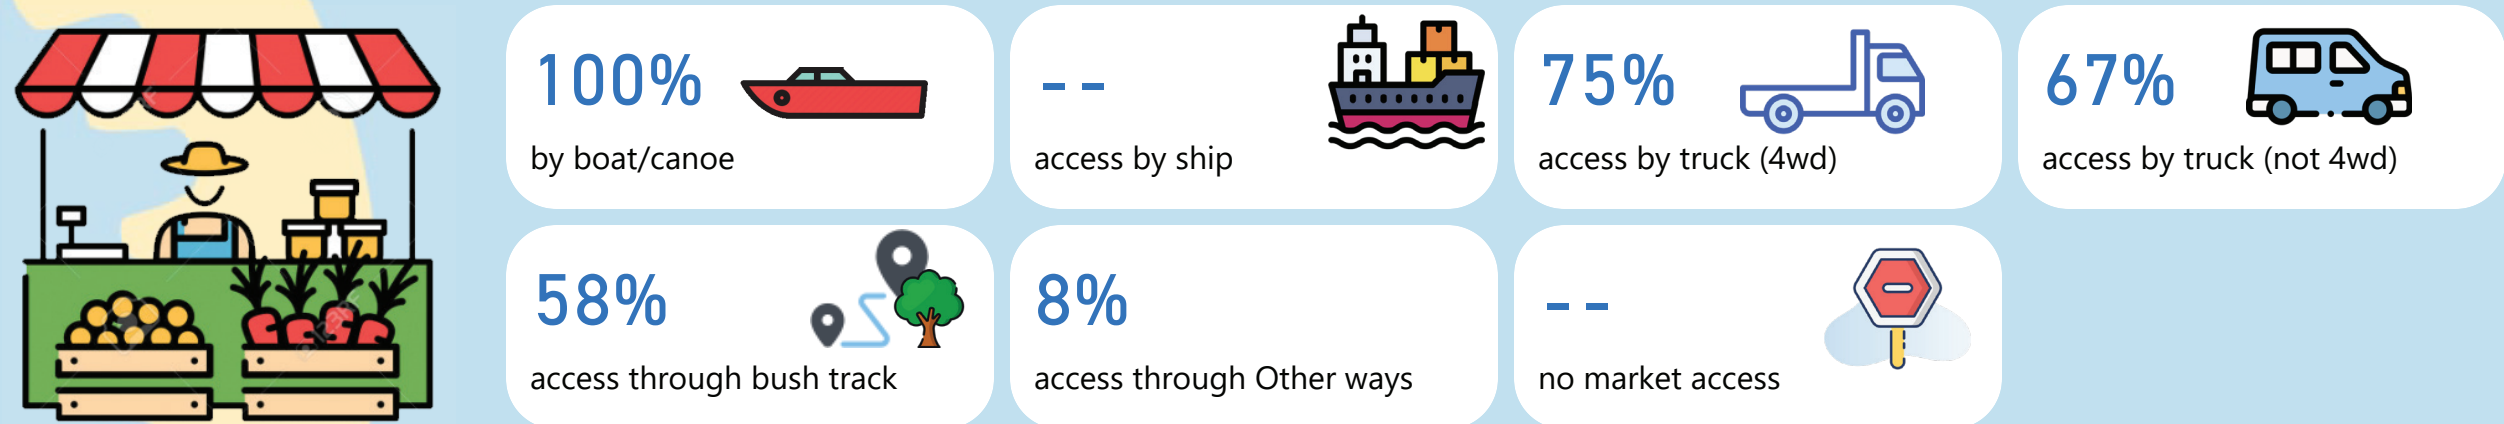 100%
by boat/canoe
--
access by ship
75%
access by truck (4wd)
67%
access by truck (not 4wd)
58%
access through bush track
8%
access through Other ways
--
no market access